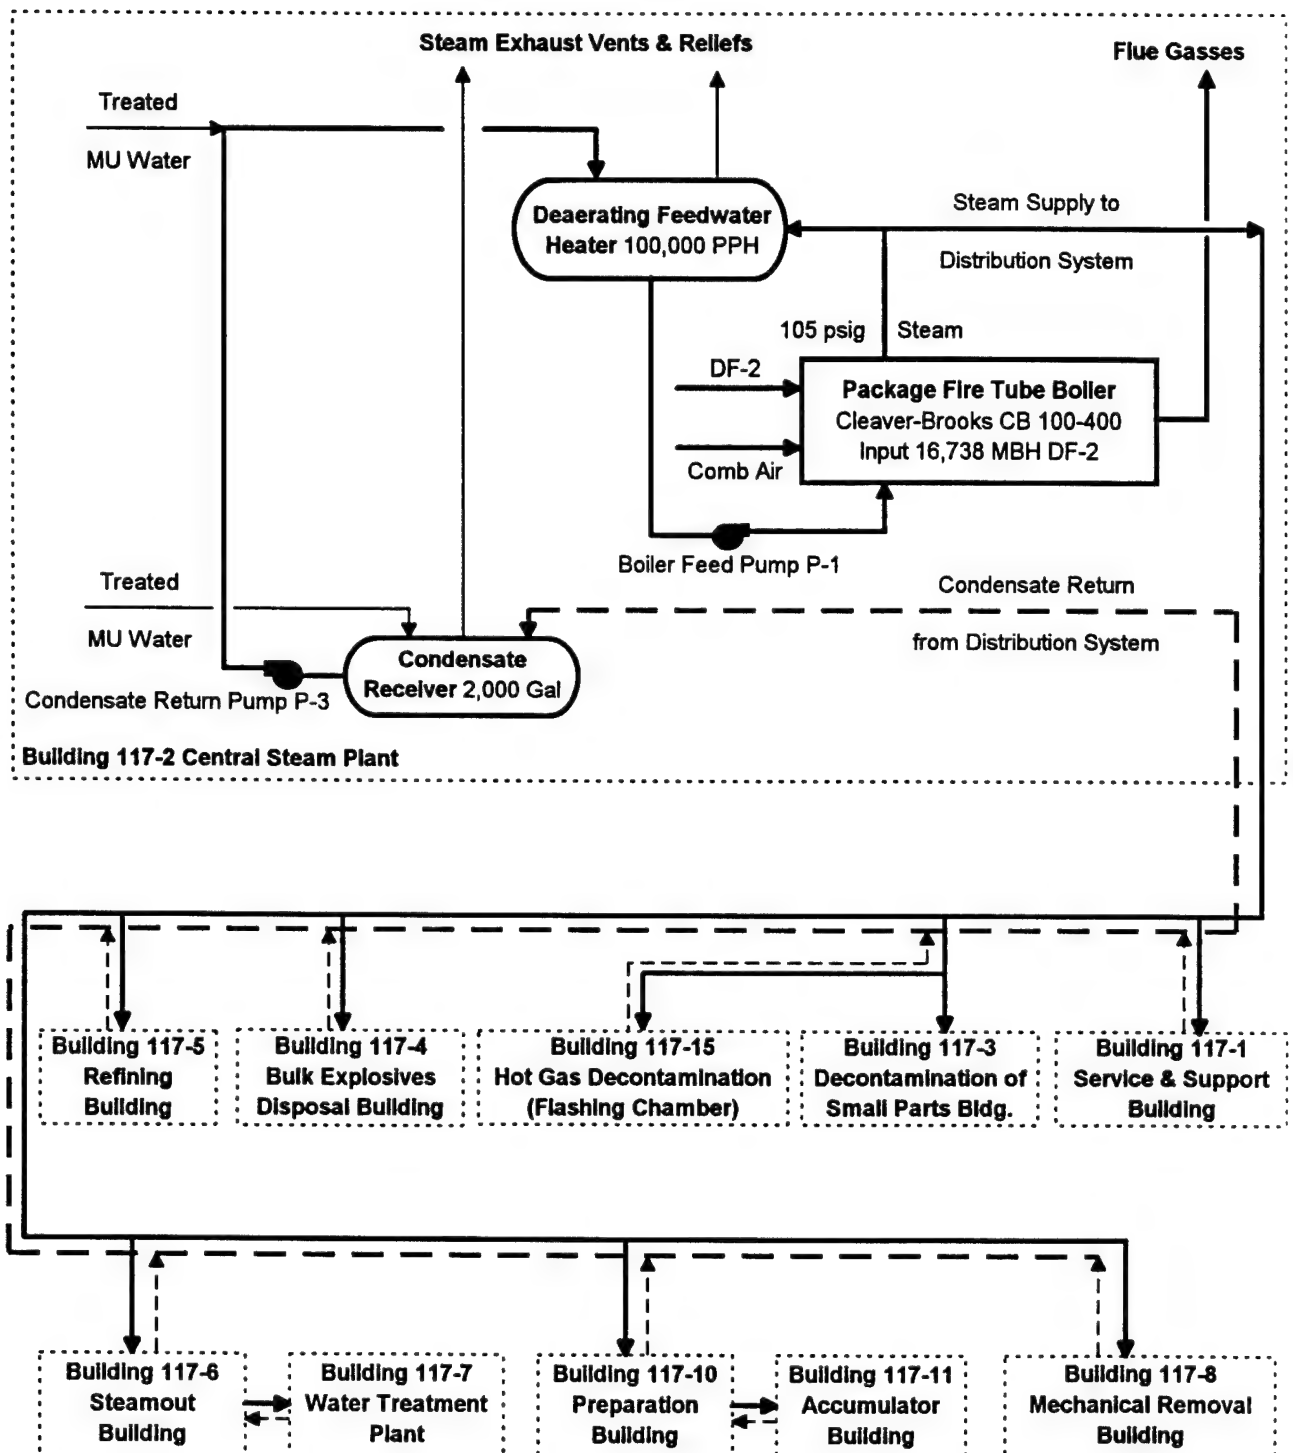 Steam Exhaust Vents & Reliefs
Flue Gasses
Treated
MU Water
Deaerating Feedwater
Heater 100,000 PPH
Steam Supply to
Distribution System
105 psig
Steam
DF-2
Comb Air
Package Fire Tube Boiler
Cleaver-Brooks CB 100-400
Input 16,738 MBH DF-2
Boiler Feed Pump P-1
Treated
MU Water
Condensate Return
from Distribution System
Condensate
Receiver 2,000 Gal
Condensate Return Pump P-3
Building 117-2 Central Steam Plant
Building 117-5
Refining
Building
Building 117-4
Bulk Explosives
Disposal Building
Building 117-15
Hot Gas Decontamination
(Flashing Chamber)
Building 117-3
Decontamination of
Small Parts Bldg.
Building 117-1
Service & Support
Building
Building 117-6
Steamout
Building
Building 117-7
Water Treatment
Plant
Building 117-10
Preparation
Building
Building 117-11
Accumulator
Building
Building 117-8
Mechanical Removal
Building